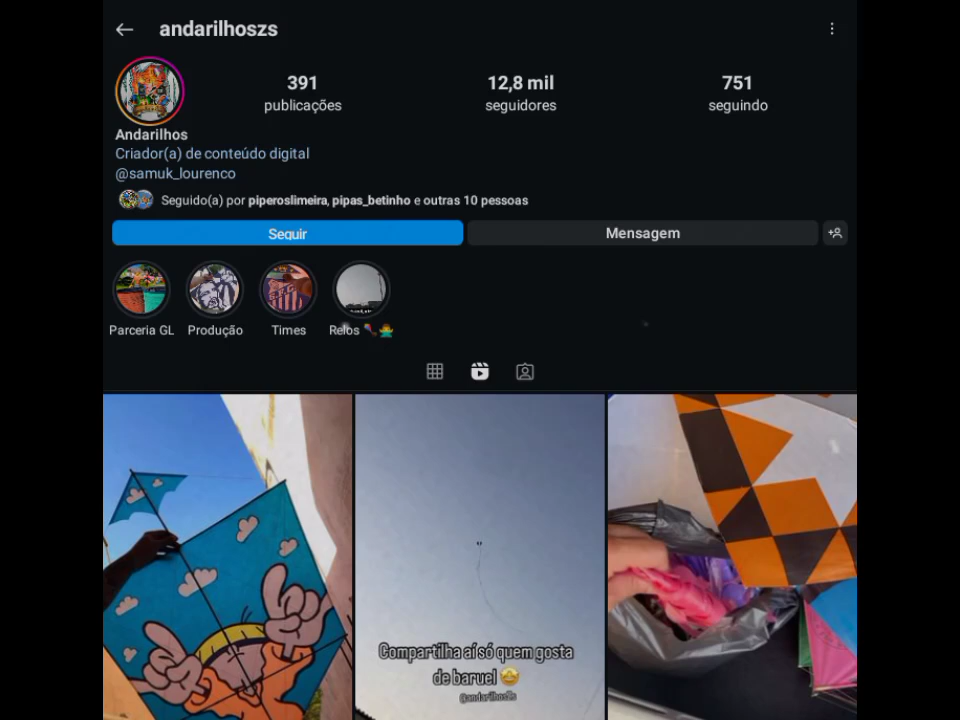 andarilhoszs
391
publicações
12,8 mil
seguidores
751
seguindo
Andarilhos
Criador(a) de conteúdo digital
@samuk_lourenco
Seguido(a) por piperoslimeira, pipas_betinho e outras 10 pessoas
Seguir
Mensagem
Parceria GL
Produção
Times
Relos
Compartilha aí só quem gosta
de baruel 🤩
@andarilhoszs